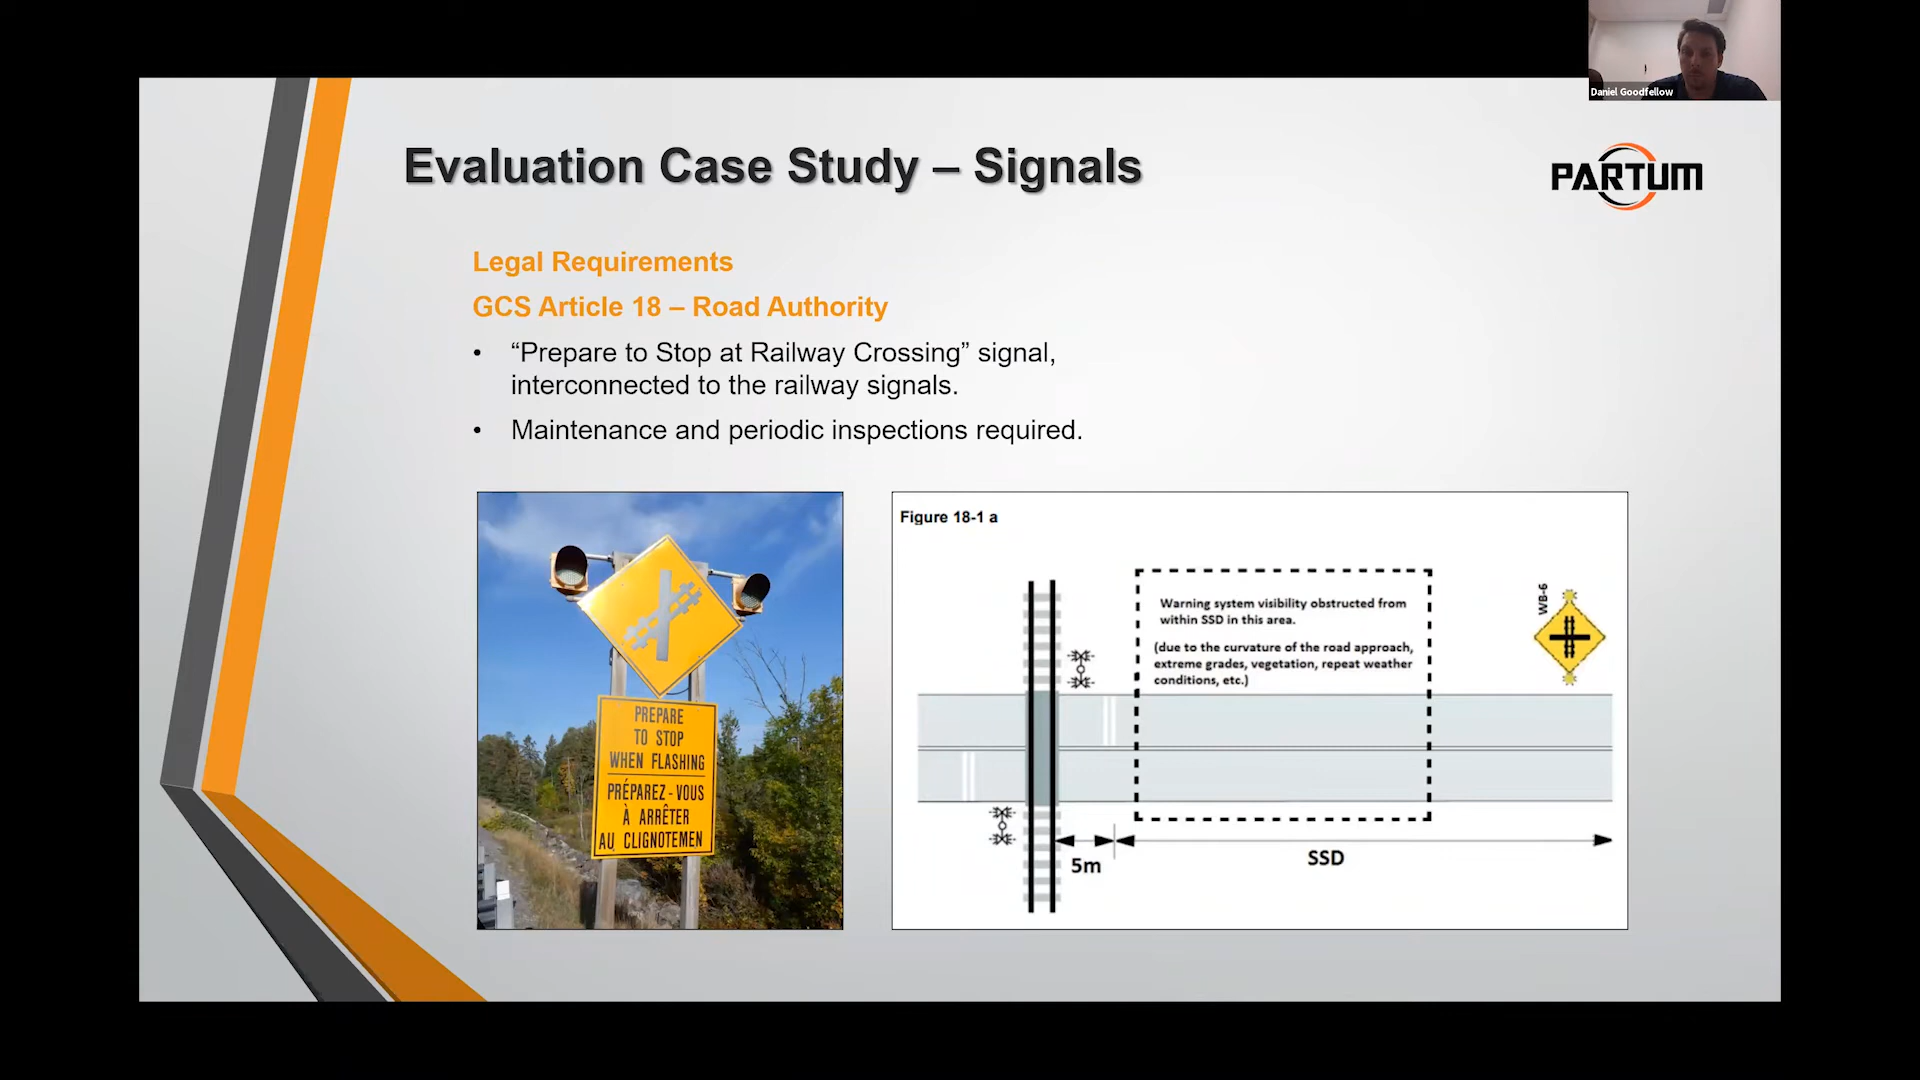 Daniel Goodfellow
Evaluation Case Study – Signals
PARTUM
Legal Requirements
GCS Article 18 – Road Authority
• “Prepare to Stop at Railway Crossing” signal,
interconnected to the railway signals.
• Maintenance and periodic inspections required.
PREPARE
TO STOP
WHEN FLASHING
PRÉPAREZ-VOUS
À ARRÊTER
AU CLIGNOTEMEN
Figure 18-1 a
Warning system visibility obstructed from
within SSD in this area.
(due to the curvature of the road approach,
extreme grades, vegetation, repeat weather
conditions, etc.)
WB-6
5m
SSD